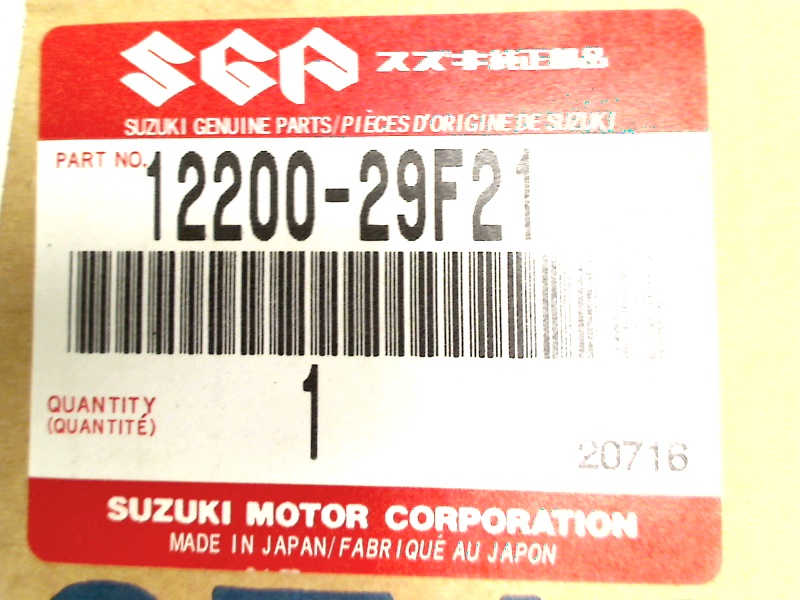 SGP スズキ純正部品
SUZUKI GENUINE PARTS/PIÈCES D'ORIGINE DE SUZUKI
PART NO.
12200-29F21
QUANTITY
(QUANTITÉ)
1
20716
SUZUKI MOTOR CORPORATION
MADE IN JAPAN/FABRIQUÉ AU JAPON